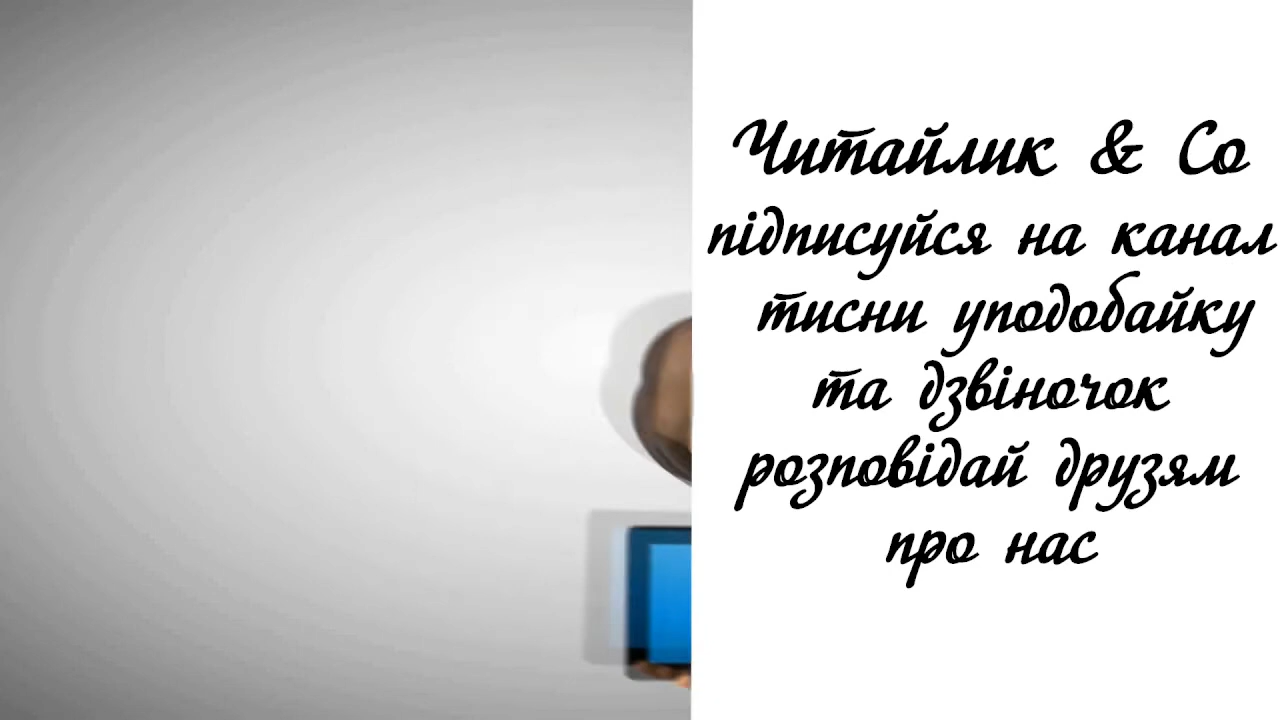 Читайлик & Co
підписуйся на канал
тисни уподобайку
та дзвіночок
розповідай друзям
про нас